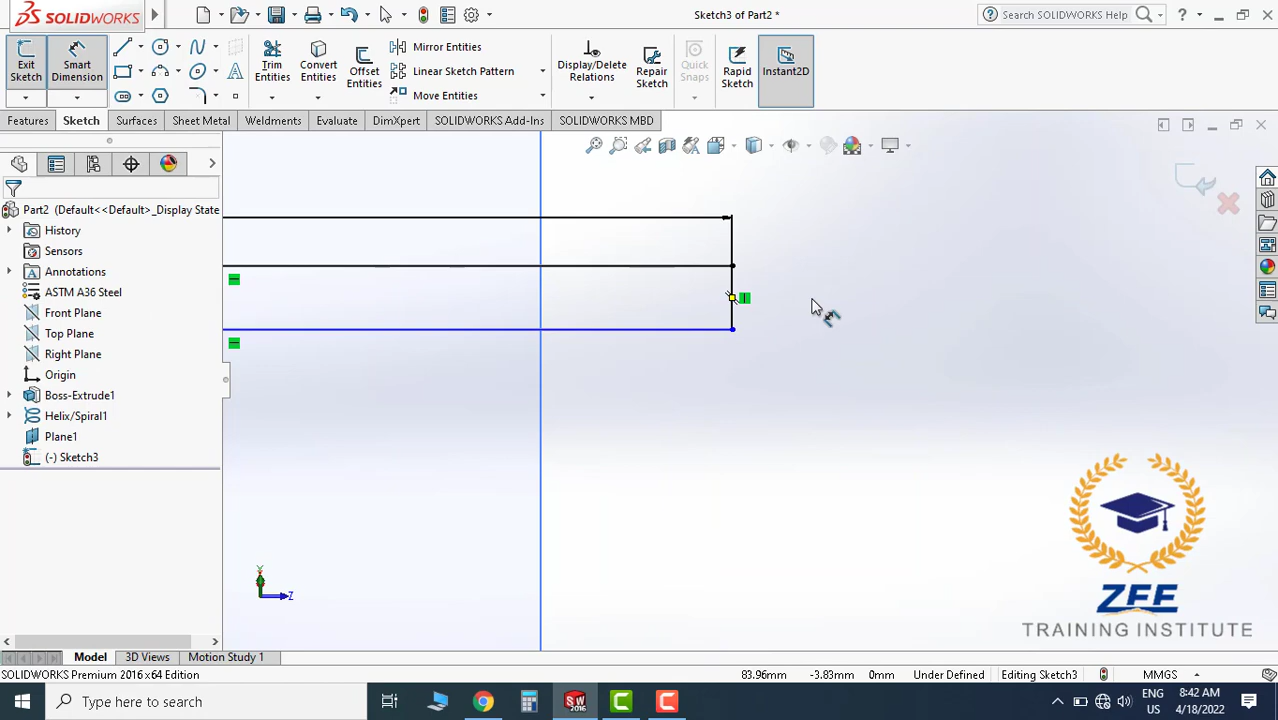 SOLIDWORKS
Sketch3 of Part2 *
Search SOLIDWORKS Help
Exit Sketch
Smart Dimension
Trim Entities
Convert Entities
Offset Entities
Mirror Entities
Linear Sketch Pattern
Move Entities
Display/Delete Relations
Repair Sketch
Quick Snaps
Rapid Sketch
Instant2D
Features
Sketch
Surfaces
Sheet Metal
Weldments
Evaluate
DimXpert
SOLIDWORKS Add-Ins
SOLIDWORKS MBD
Part2 (Default<<Default>_Display State
History
Sensors
Annotations
ASTM A36 Steel
Front Plane
Top Plane
Right Plane
Origin
Boss-Extrude1
Helix/Spiral1
Plane1
(-) Sketch3
Y
Z
ZFEE
TRAINING INSTITUTE
Model
3D Views
Motion Study 1
SOLIDWORKS Premium 2016 x64 Edition
83.96mm
-3.83mm
0mm
Under Defined
Editing Sketch3
MMGS
Type here to search
SW
2016
ENG
US
8:42 AM
4/18/2022